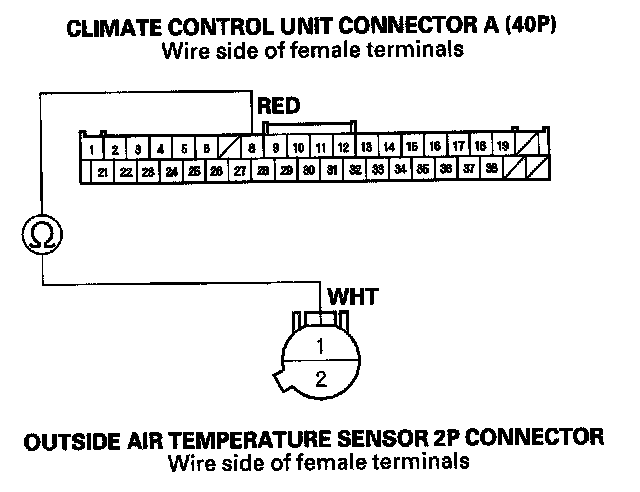 CLIMATE CONTROL UNIT CONNECTOR A (40P)
Wire side of female terminals
RED
1 2 3 4 5 6 8 9 10 11 12 13 14 15 16 17 18 19
21 22 23 24 25 26 27 28 29 30 31 32 33 34 35 36 37 38
Ω
WHT
1
2
OUTSIDE AIR TEMPERATURE SENSOR 2P CONNECTOR
Wire side of female terminals